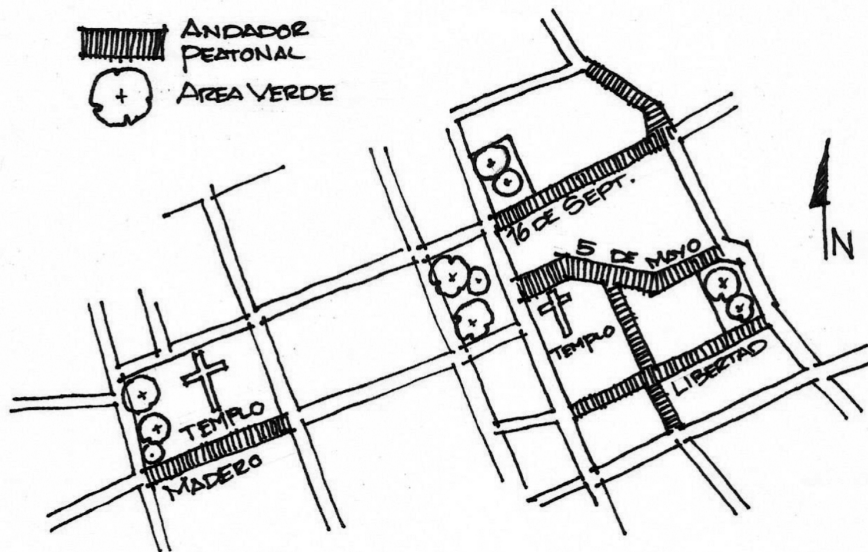 ANDADOR
PEATONAL
AREA VERDE
16 DE SEPT.
5 DE MAYO
N
TEMPLO
LIBERTAD
TEMPLO
MADERO